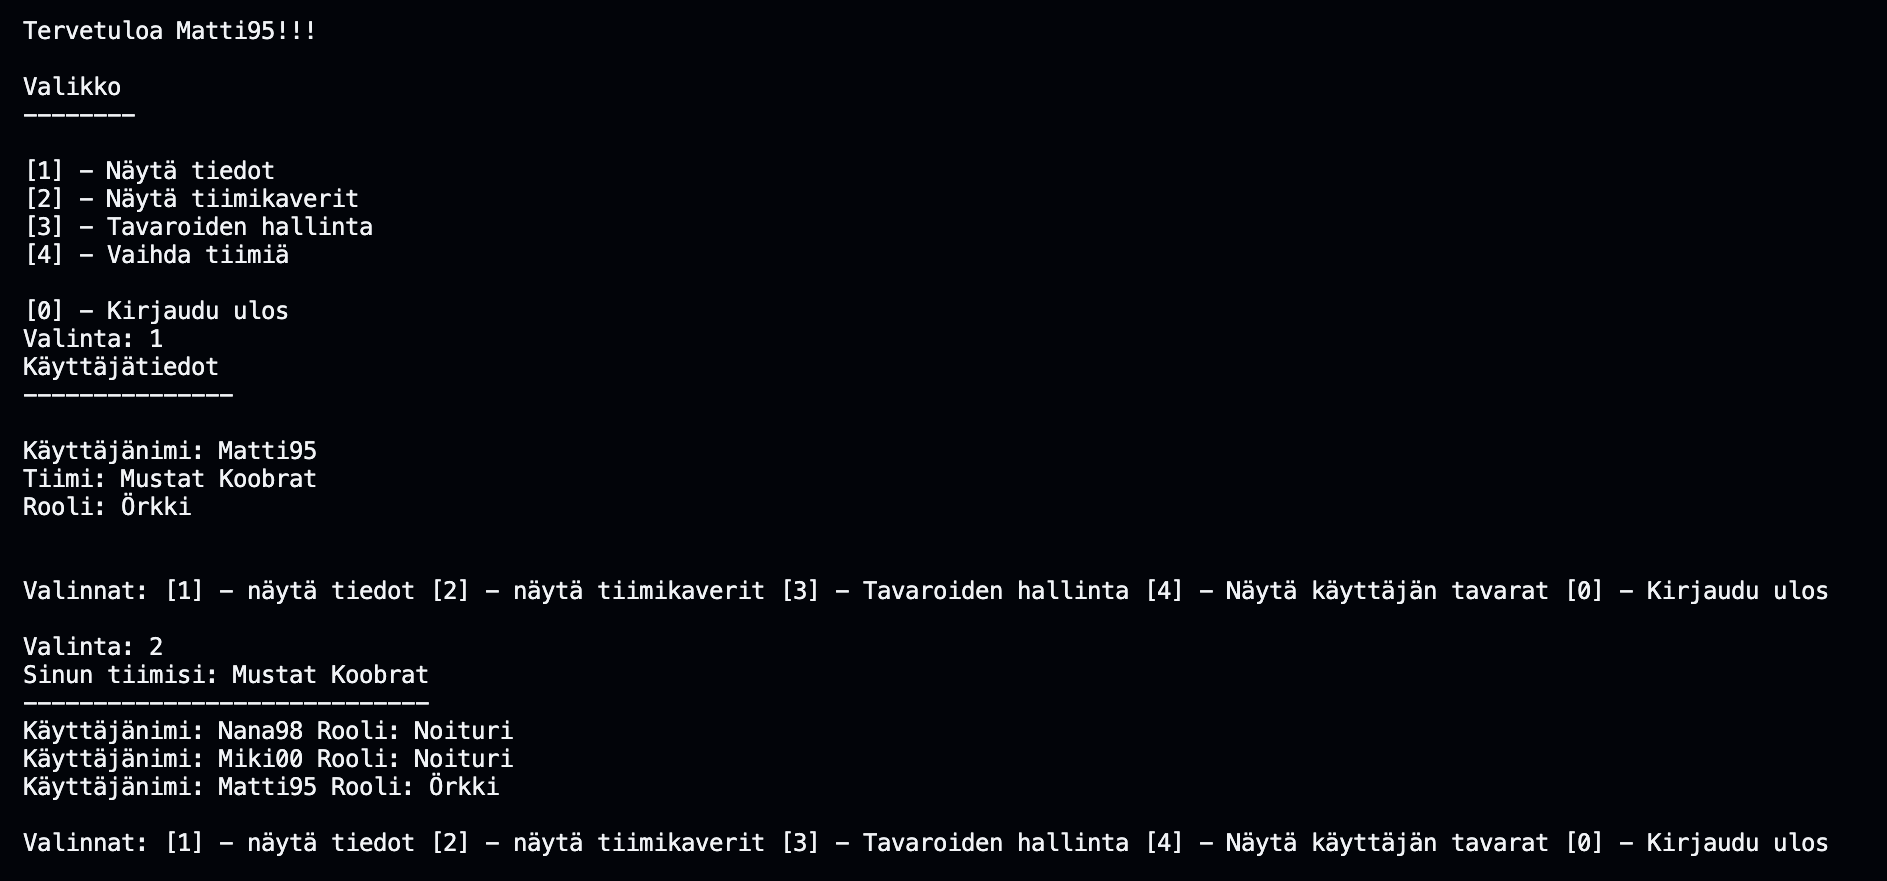 Tervetuloa Matti95!!!
Valikko
--------
[1] - Näytä tiedot
[2] - Näytä tiimikaverit
[3] - Tavaroiden hallinta
[4] - Vaihda tiimiä
[0] - Kirjaudu ulos
Valinta: 1
Käyttäjätiedot
---------------
Käyttäjänimi: Matti95
Tiimi: Mustat Koobrat
Rooli: Örkki
Valinnat: [1] - näytä tiedot [2] - näytä tiimikaverit [3] - Tavaroiden hallinta [4] - Näytä käyttäjän tavarat [0] - Kirjaudu ulos
Valinta: 2
Sinun tiimisi: Mustat Koobrat
-----------------------------
Käyttäjänimi: Nana98 Rooli: Noituri
Käyttäjänimi: Miki00 Rooli: Noituri
Käyttäjänimi: Matti95 Rooli: Örkki
Valinnat: [1] - näytä tiedot [2] - näytä tiimikaverit [3] - Tavaroiden hallinta [4] - Näytä käyttäjän tavarat [0] - Kirjaudu ulos